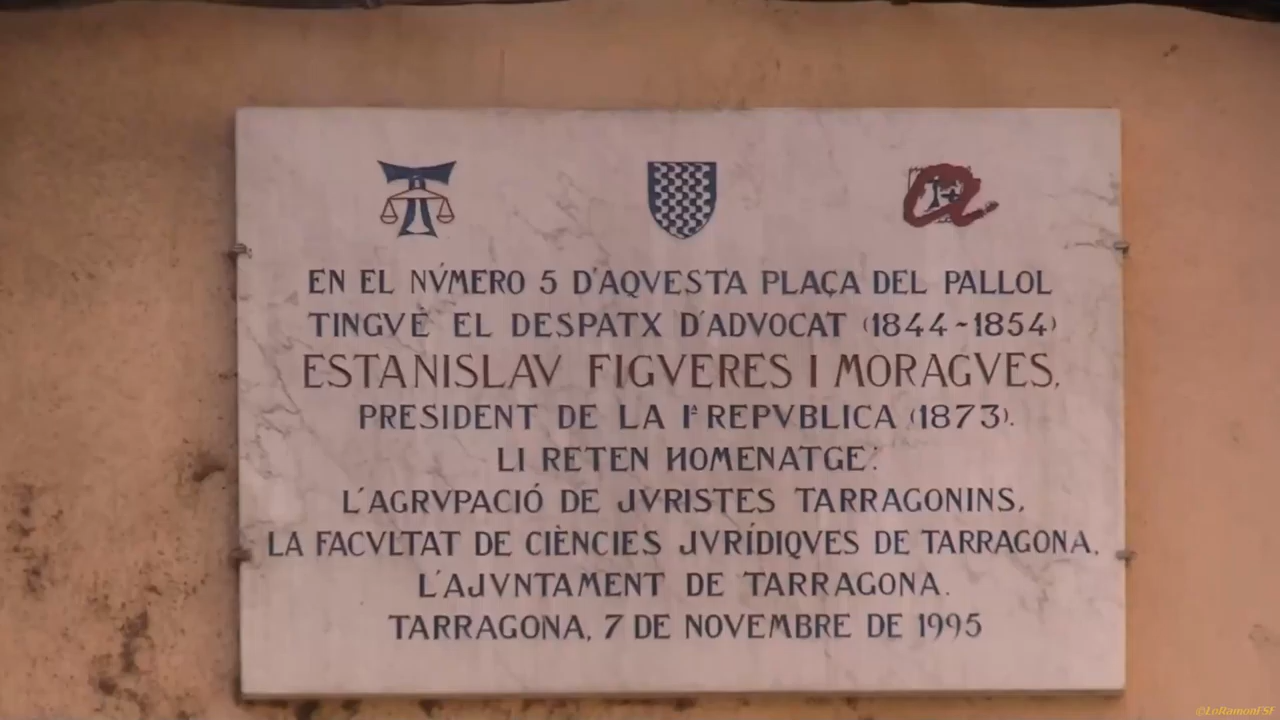 EN EL NÚMERO 5 D'AQVESTA PLAÇA DEL PALLOL
TINGVÉ EL DESPATX D'ADVOCAT (1844~1854)
ESTANISLAV FIGVERES I MORAGVES,
PRESIDENT DE LA Iª REPVBLICA (1873).
LI RETEN HOMENATGE:
L'AGRVPACIÓ DE JVRISTES TARRAGONINS,
LA FACVLTAT DE CIÈNCIES JVRÍDIQVES DE TARRAGONA,
L'AJVNTAMENT DE TARRAGONA.
TARRAGONA, 7 DE NOVEMBRE DE 1995
©LoRamonFSF